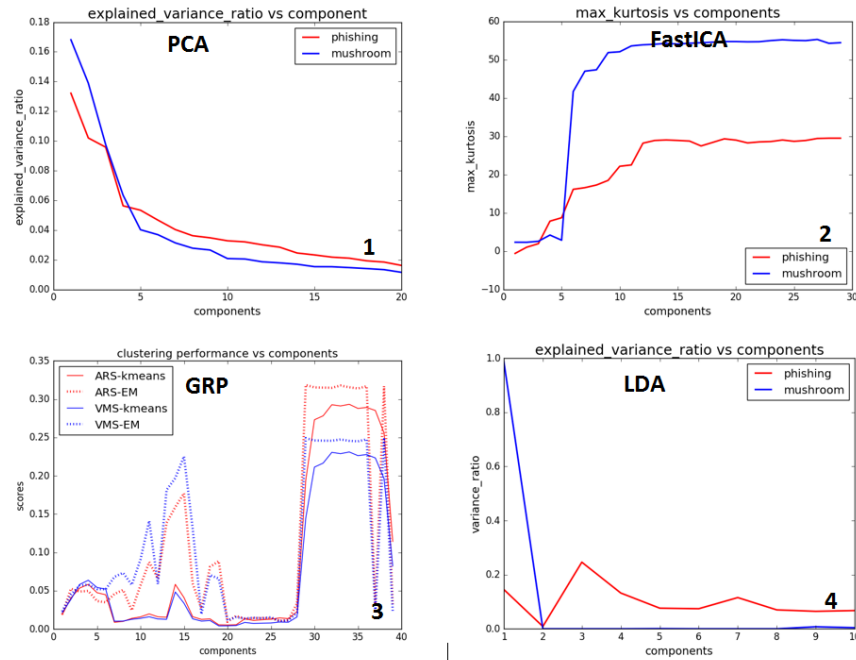 explained_variance_ratio vs component
PCA
phishing
mushroom
explained_variance_ratio
0.18
0.16
0.14
0.12
0.10
0.08
0.06
0.04
0.02
0.00
1
0
5
10
15
20
components
max_kurtosis vs components
FastICA
max_kurtosis
60
50
40
30
20
10
0
−10
2
phishing
mushroom
0
5
10
15
20
25
30
components
clustering performance vs components
GRP
ARS-kmeans
ARS-EM
VMS-kmeans
VMS-EM
scores
0.35
0.30
0.25
0.20
0.15
0.10
0.05
0.00
3
0
5
10
15
20
25
30
35
40
components
explained_variance_ratio vs components
LDA
phishing
mushroom
variance_ratio
1.0
0.8
0.6
0.4
0.2
0.0
4
1
2
3
4
5
6
7
8
9
10
components